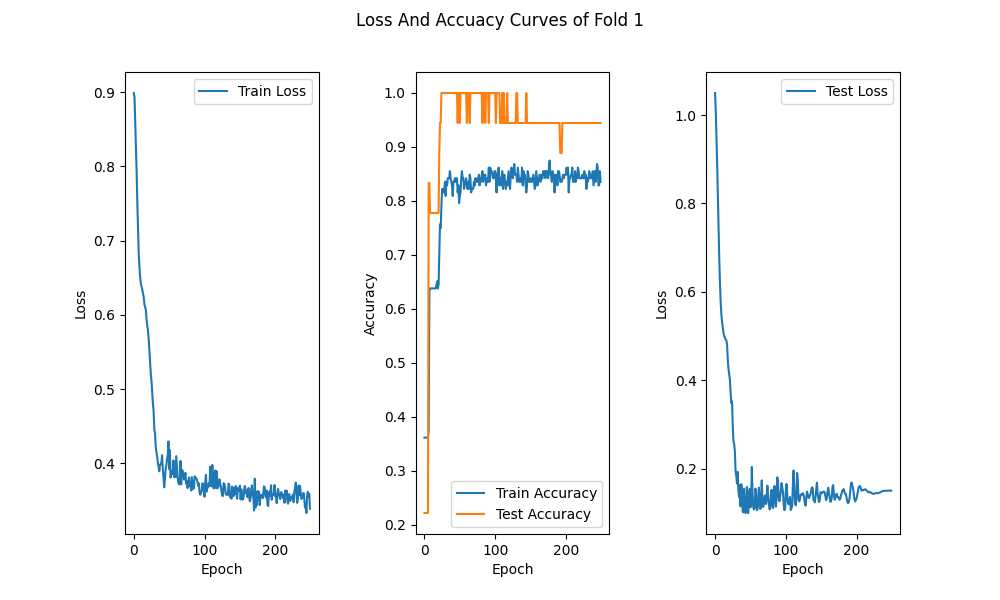 Loss And Accuacy Curves of Fold 1
Train Loss
0.9
0.8
0.7
0.6
0.5
0.4
Loss
0
100
200
Epoch
1.0
0.9
0.8
0.7
0.6
0.5
0.4
0.3
0.2
Accuracy
Train Accuracy
Test Accuracy
0
100
200
Epoch
Test Loss
1.0
0.8
0.6
0.4
0.2
Loss
0
100
200
Epoch